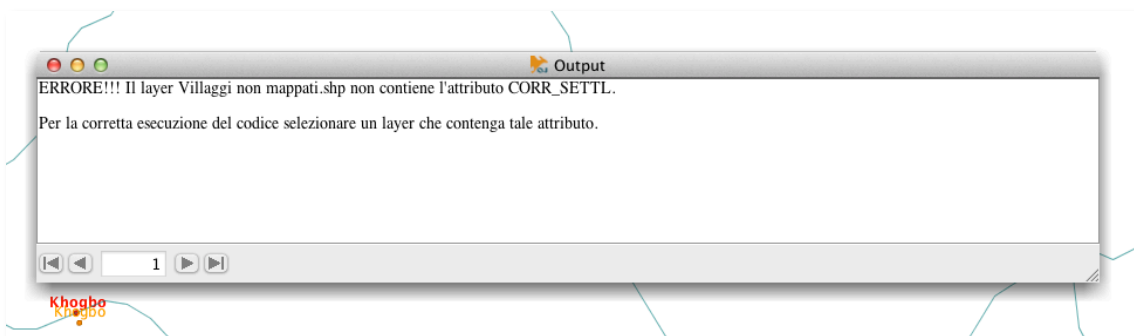 Output
ERRORE!!! Il layer Villaggi non mappati.shp non contiene l'attributo CORR_SETTL.
Per la corretta esecuzione del codice selezionare un layer che contenga tale attributo.
1
Khogbo
Khogbo